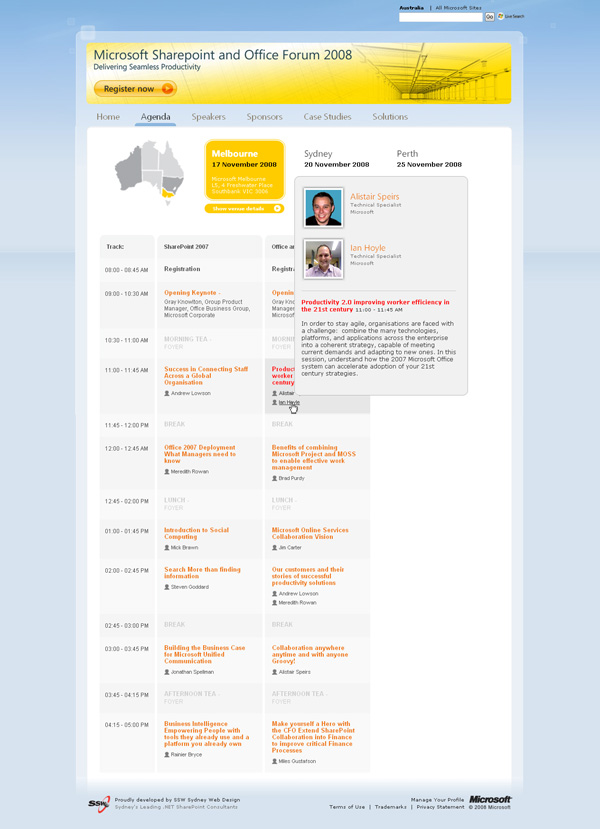 Australia | All Microsoft Sites
Go Live Search
Microsoft Sharepoint and Office Forum 2008
Delivering Seamless Productivity
Register now
Home Agenda Speakers Sponsors Case Studies Solutions
Melbourne
17 November 2008
Microsoft Melbourne
L5, 4 Freshwater Place
Southbank VIC 3006
Show venue details
Sydney
20 November 2008
Perth
25 November 2008
Alistair Speirs
Technical Specialist
Microsoft
Ian Hoyle
Technical Specialist
Microsoft
Productivity 2.0 improving worker efficiency in
the 21st century 11:00 - 11:45 AM
In order to stay agile, organisations are faced with
a challenge: combine the many technologies,
platforms, and applications across the enterprise
into a coherent strategy, capable of meeting
current demands and adapting to new ones. In this
session, understand how the 2007 Microsoft Office
system can accelerate adoption of your 21st
century strategies.
Track: SharePoint 2007 Office a
08:00 - 08:45 AM Registration Registra
09:00 - 10:30 AM
Opening Keynote -
Gray Knowlton, Group Product
Manager, Office Business Group,
Microsoft Corporate
Opening
Gray Kno
Manager,
Microsoft
10:30 - 11:00 AM
MORNING TEA -
FOYER
MORNIN
FOYER
11:00 - 11:45 AM
Success in Connecting Staff
Across a Global
Organisation
Andrew Lowson
Product
worker
century
Alistair
Ian Hoyle
11:45 - 12:00 PM BREAK BREAK
12:00 - 12:45 AM
Office 2007 Deployment
What Managers need to
know
Meredith Rowan
Benefits of combining
Microsoft Project and MOSS
to enable effective work
management
Brad Purdy
12:45 - 02:00 PM
LUNCH -
FOYER
LUNCH -
FOYER
01:00 - 01:45 PM
Introduction to Social
Computing
Mick Brown
Microsoft Online Services
Collaboration Vision
Jim Carter
02:00 - 02:45 PM
Search More than finding
information
Steven Goddard
Our customers and their
stories of successful
productivity solutions
Andrew Lowson
Meredith Rowan
02:45 - 03:00 PM BREAK BREAK
03:00 - 03:45 PM
Building the Business Case
for Microsoft Unified
Communication
Jonathan Spellman
Collaboration anywhere
anytime and with anyone
Groovy!
Alistair Speirs
03:45 - 04:15 PM
AFTERNOON TEA -
FOYER
AFTERNOON TEA -
FOYER
04:15 - 05:00 PM
Business Intelligence
Empowering People with
tools they already use and a
platform you already own
Rainier Bryce
Make yourself a Hero with
the CFO Extend SharePoint
Collaboration into Finance
to improve critical Finance
Processes
Miles Gustafson
SSW
Proudly developed by SSW Sydney Web Design
Sydney's Leading .NET SharePoint Consultants
Manage Your Profile Microsoft
Terms of Use | Trademarks | Privacy Statement © 2008 Microsoft